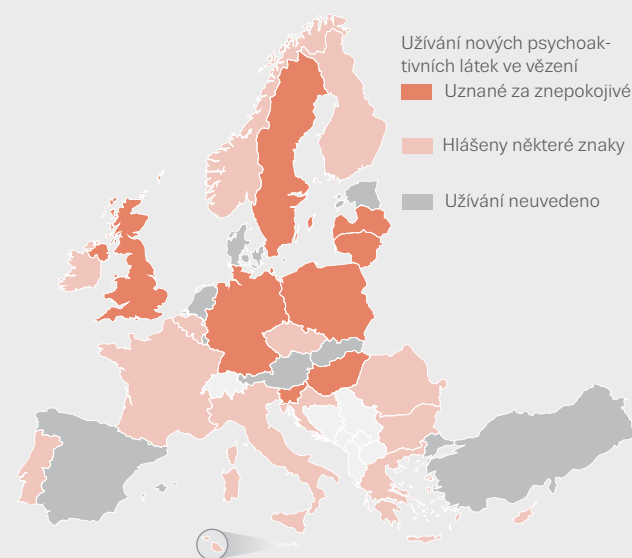 Užívání nových psychoak-
tivních látek ve vězení
Uznané za znepokojivé
Hlášeny některé znaky
Užívání neuvedeno